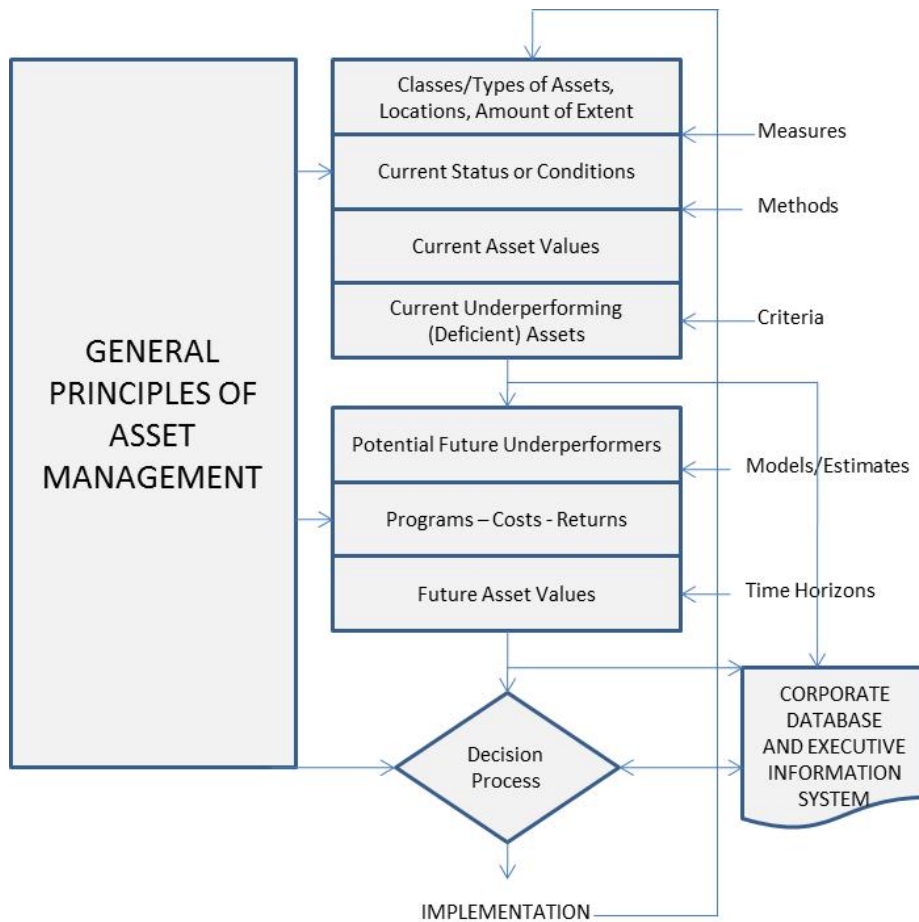 Classes/Types of Assets,
Locations, Amount of Extent
Measures
Current Status or Conditions
Methods
Current Asset Values
Current Underperforming
(Deficient) Assets
Criteria
GENERAL
PRINCIPLES OF
ASSET
MANAGEMENT
Potential Future Underperformers
Models/Estimates
Programs – Costs - Returns
Future Asset Values
Time Horizons
CORPORATE
DATABASE
AND EXECUTIVE
INFORMATION
SYSTEM
Decision
Process
IMPLEMENTATION